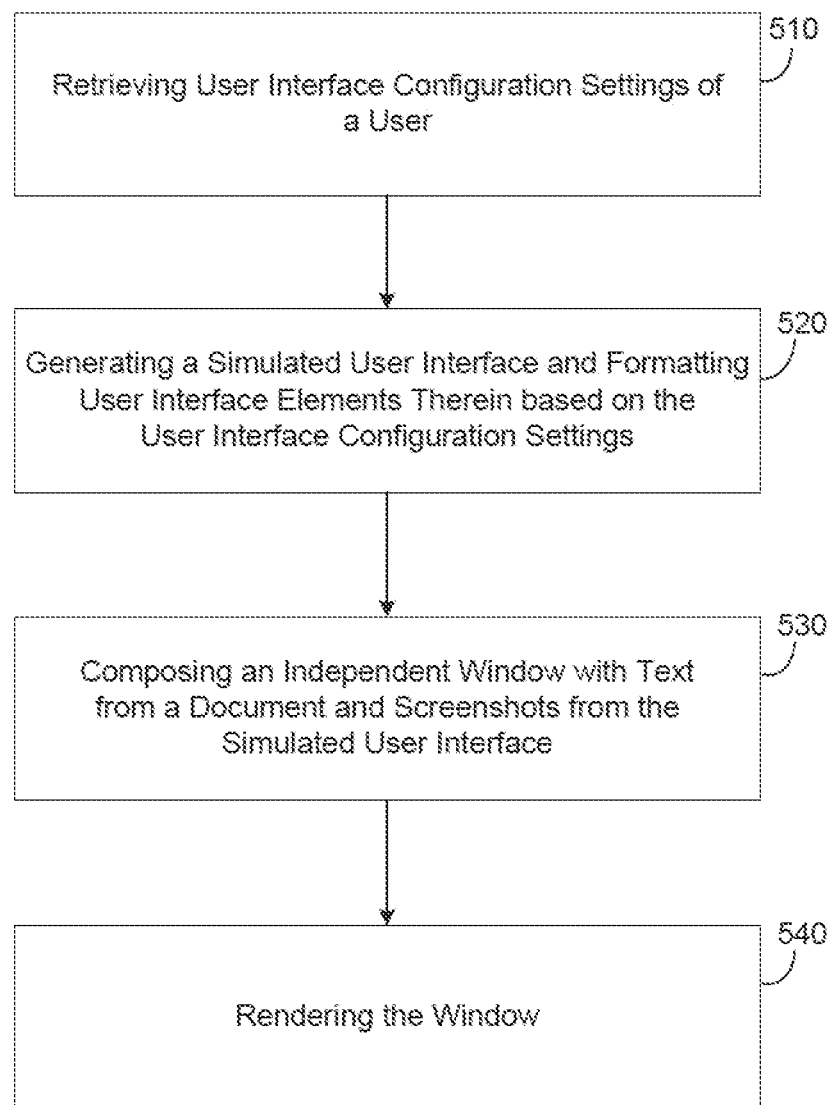 510
Retrieving User Interface Configuration Settings of
a User
520
Generating a Simulated User Interface and Formatting
User Interface Elements Therein based on the
User Interface Configuration Settings
530
Composing an Independent Window with Text
from a Document and Screenshots from the
Simulated User Interface
540
Rendering the Window